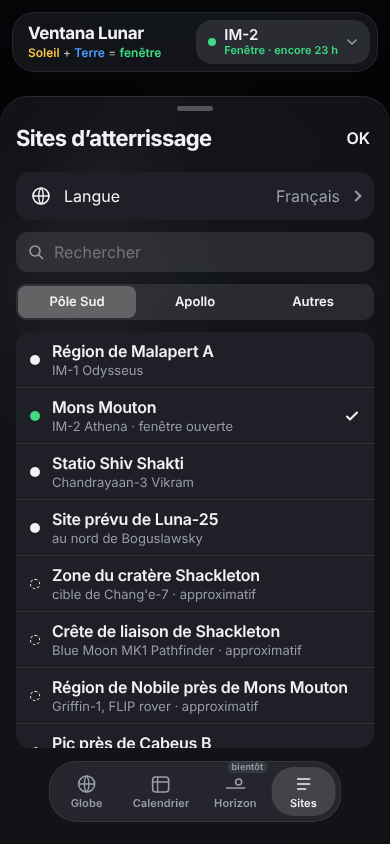 Ventana Lunar
Soleil + Terre = fenêtre
IM-2
Fenêtre · encore 23 h
Sites d’atterrissage
OK
Langue
Français
Rechercher
Pôle Sud
Apollo
Autres
Région de Malapert A
IM-1 Odysseus
Mons Mouton
IM-2 Athena · fenêtre ouverte
Statio Shiv Shakti
Chandrayaan-3 Vikram
Site prévu de Luna-25
au nord de Boguslawsky
Zone du cratère Shackleton
cible de Chang'e-7 · approximatif
Crête de liaison de Shackleton
Blue Moon MK1 Pathfinder · approximatif
Région de Nobile près de Mons Mouton
Griffin-1, FLIP rover · approximatif
Pic près de Cabeus B
bientôt
Globe
Calendrier
Horizon
Sites